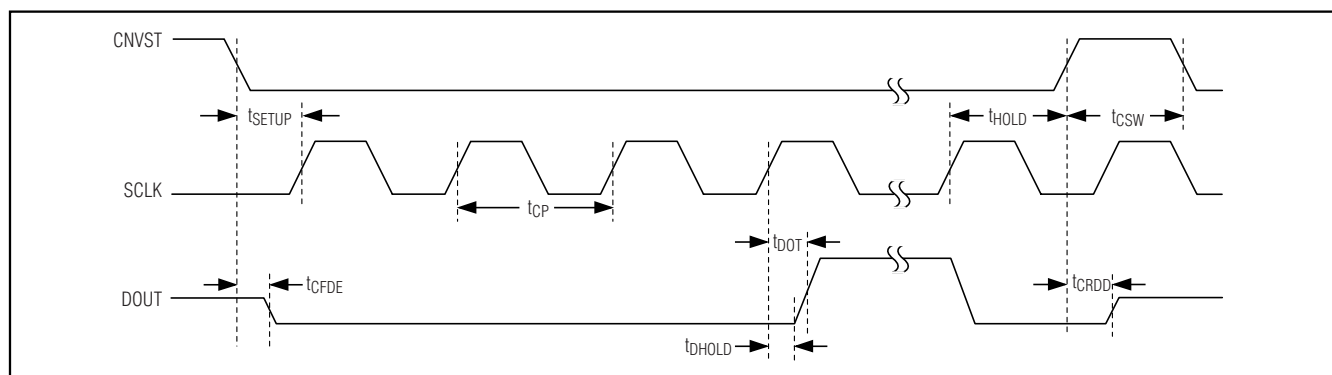 CNVST
tSETUP
tHOLD
tCSW
SCLK
tCP
tDOT
tCFDE
tCRDD
DOUT
tDHOLD